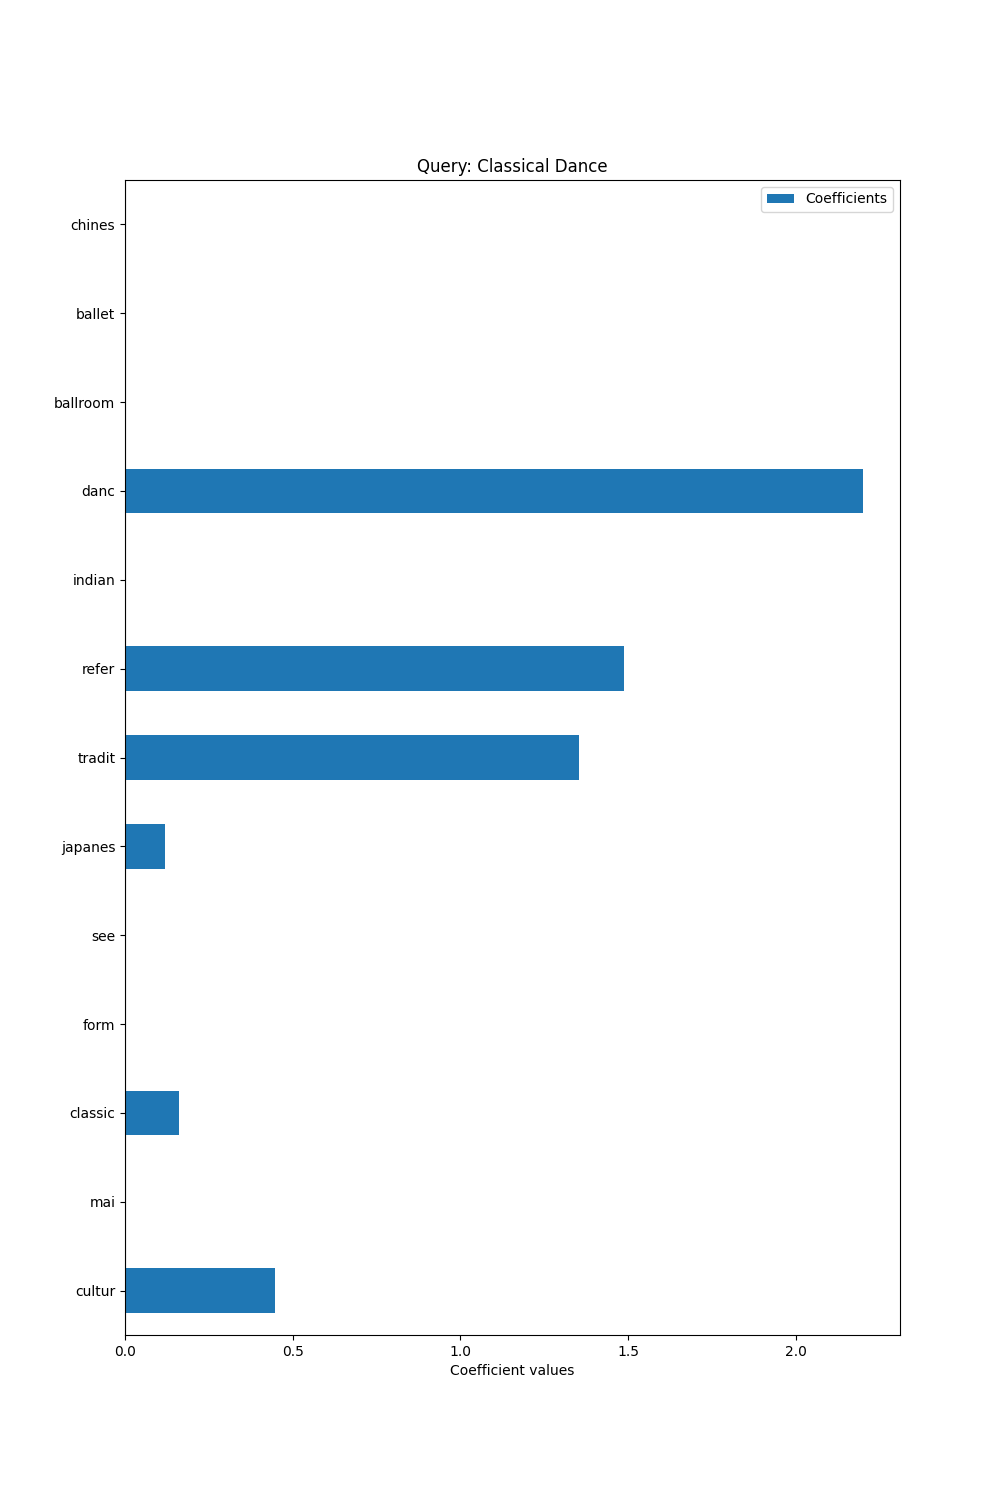 Query: Classical Dance
Coefficients
chines
ballet
ballroom
danc
indian
refer
tradit
japanes
see
form
classic
mai
cultur
0.0 0.5 1.0 1.5 2.0
Coefficient values